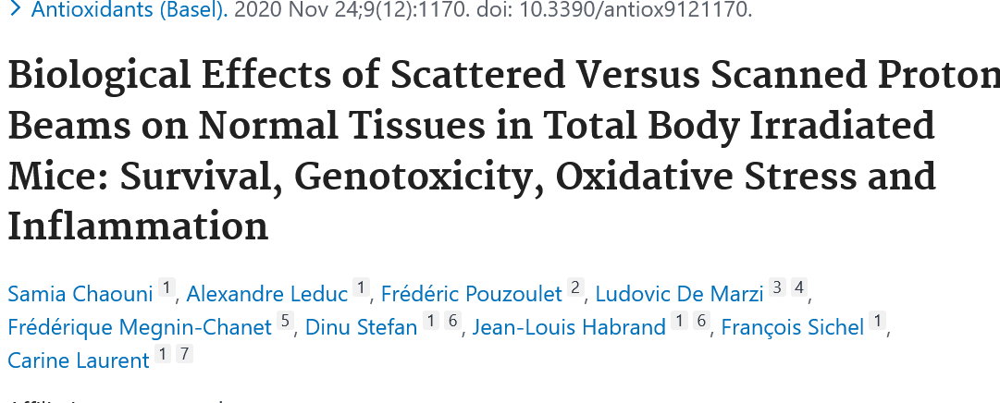 Antioxidants (Basel). 2020 Nov 24;9(12):1170. doi: 10.3390/antiox9121170.
Biological Effects of Scattered Versus Scanned Proton
Beams on Normal Tissues in Total Body Irradiated
Mice: Survival, Genotoxicity, Oxidative Stress and
Inflammation
Samia Chaouni 1, Alexandre Leduc 1, Frédéric Pouzoulet 2, Ludovic De Marzi 3 4,
Frédérique Megnin-Chanet 5, Dinu Stefan 1 6, Jean-Louis Habrand 1 6, François Sichel 1,
Carine Laurent 1 7